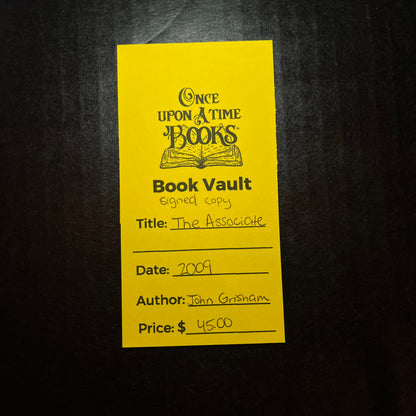 Once
upon A time
Books
Book Vault
signed copy
Title: The Associate
Date: 2009
Author: John Grisham
Price: $ 45.00